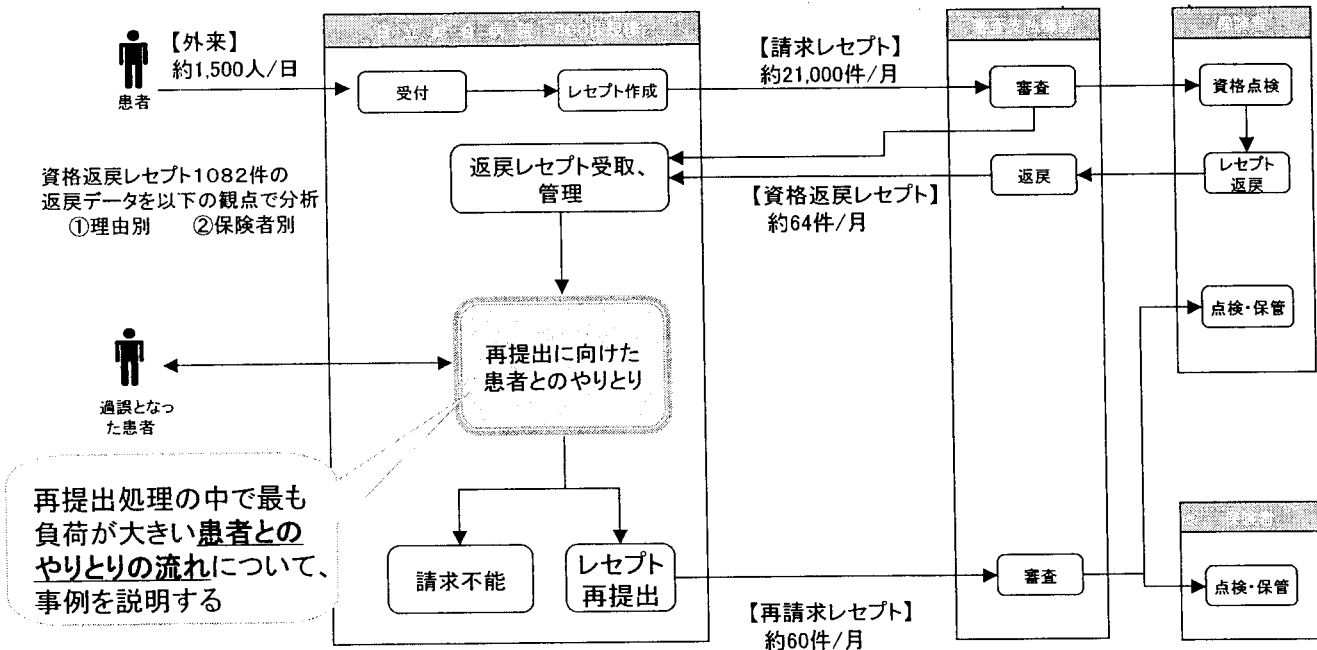 【外来】
約1,500人/日
患者
受付
レセプト作成
【請求レセプト】
約21,000件/月
審査
資格点検
返戻レセプト受取、
管理
資格返戻レセプト1082件の
返戻データを以下の観点で分析
①理由別 ②保険者別
【資格返戻レセプト】
約64件/月
返戻
レセプト
返戻
点検・保管
再提出に向けた
患者とのやりとり
過誤となっ
た患者
再提出処理の中で最も
負荷が大きい患者との
やりとりの流れについて、
事例を説明する
請求不能
レセプト
再提出
審査
点検・保管
【再請求レセプト】
約60件/月